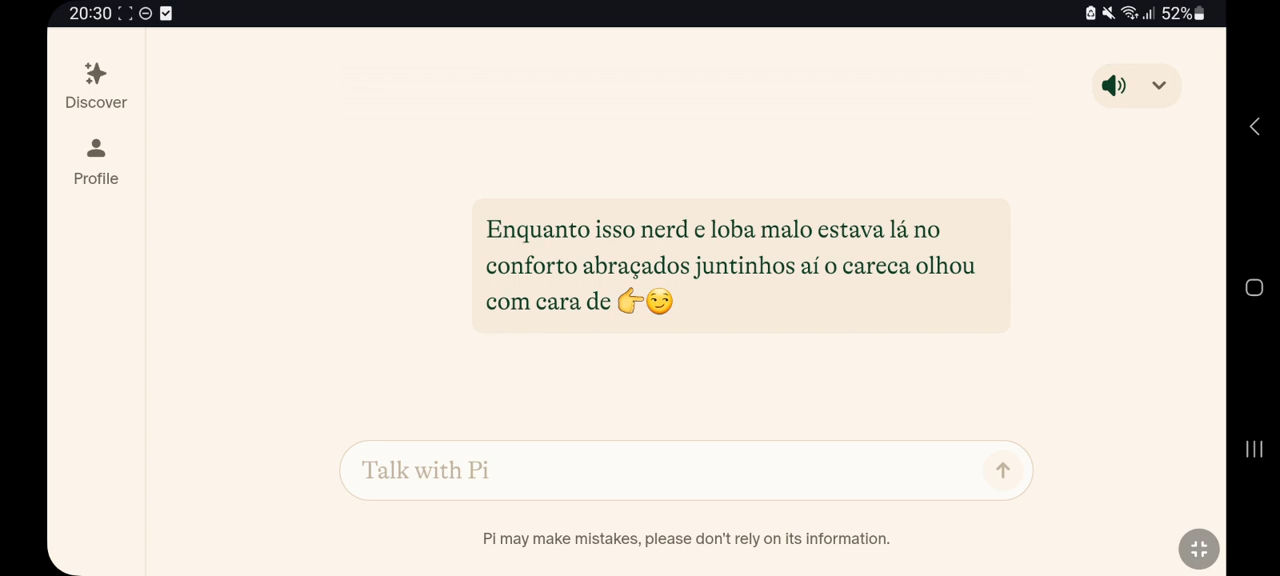 20:30
52%
Discover
Profile
Enquanto isso nerd e loba malo estava lá no
conforto abraçados juntinhos aí o careca olhou
com cara de 👉😏
Talk with Pi
Pi may make mistakes, please don't rely on its information.